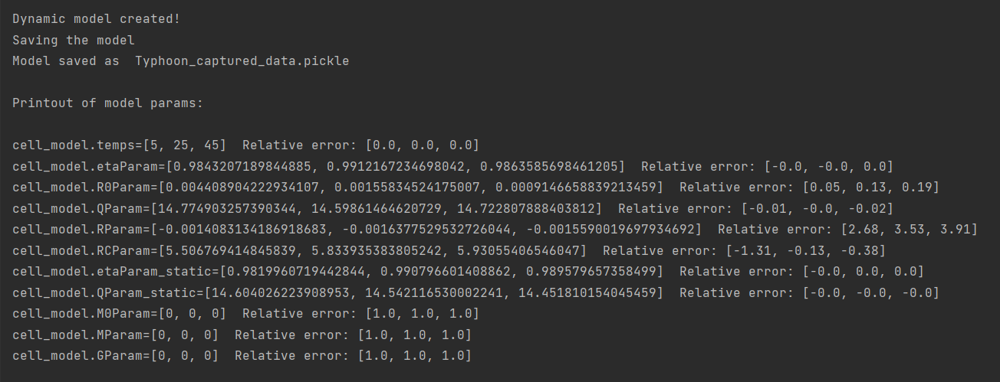 Dynamic model created!
Saving the model
Model saved as  Typhoon_captured_data.pickle
Printout of model params:
cell_model.temps=[5, 25, 45]  Relative error: [0.0, 0.0, 0.0]
cell_model.etaParam=[0.9843207189844885, 0.9912167234698042, 0.9863585698461205]  Relative error: [-0.0, -0.0, 0.0]
cell_model.R0Param=[0.004408904222934107, 0.00155834524175007, 0.0009146658839213459]  Relative error: [0.05, 0.13, 0.19]
cell_model.QParam=[14.774903257390344, 14.59861464620729, 14.722807888403812]  Relative error: [-0.01, -0.0, -0.02]
cell_model.RParam=[-0.0014083134186918683, -0.0016377529532726044, -0.0015590019697934692]  Relative error: [2.68, 3.53, 3.91]
cell_model.RCParam=[5.506769414845839, 5.833935383805242, 5.93055406546047]  Relative error: [-1.31, -0.13, -0.38]
cell_model.etaParam_static=[0.9819960719442844, 0.990796601408862, 0.989579657358499]  Relative error: [-0.0, 0.0, 0.0]
cell_model.QParam_static=[14.604026223908953, 14.542116530002241, 14.451810154045459]  Relative error: [-0.0, -0.0, -0.0]
cell_model.M0Param=[0, 0, 0]  Relative error: [1.0, 1.0, 1.0]
cell_model.MParam=[0, 0, 0]  Relative error: [1.0, 1.0, 1.0]
cell_model.GParam=[0, 0, 0]  Relative error: [1.0, 1.0, 1.0]